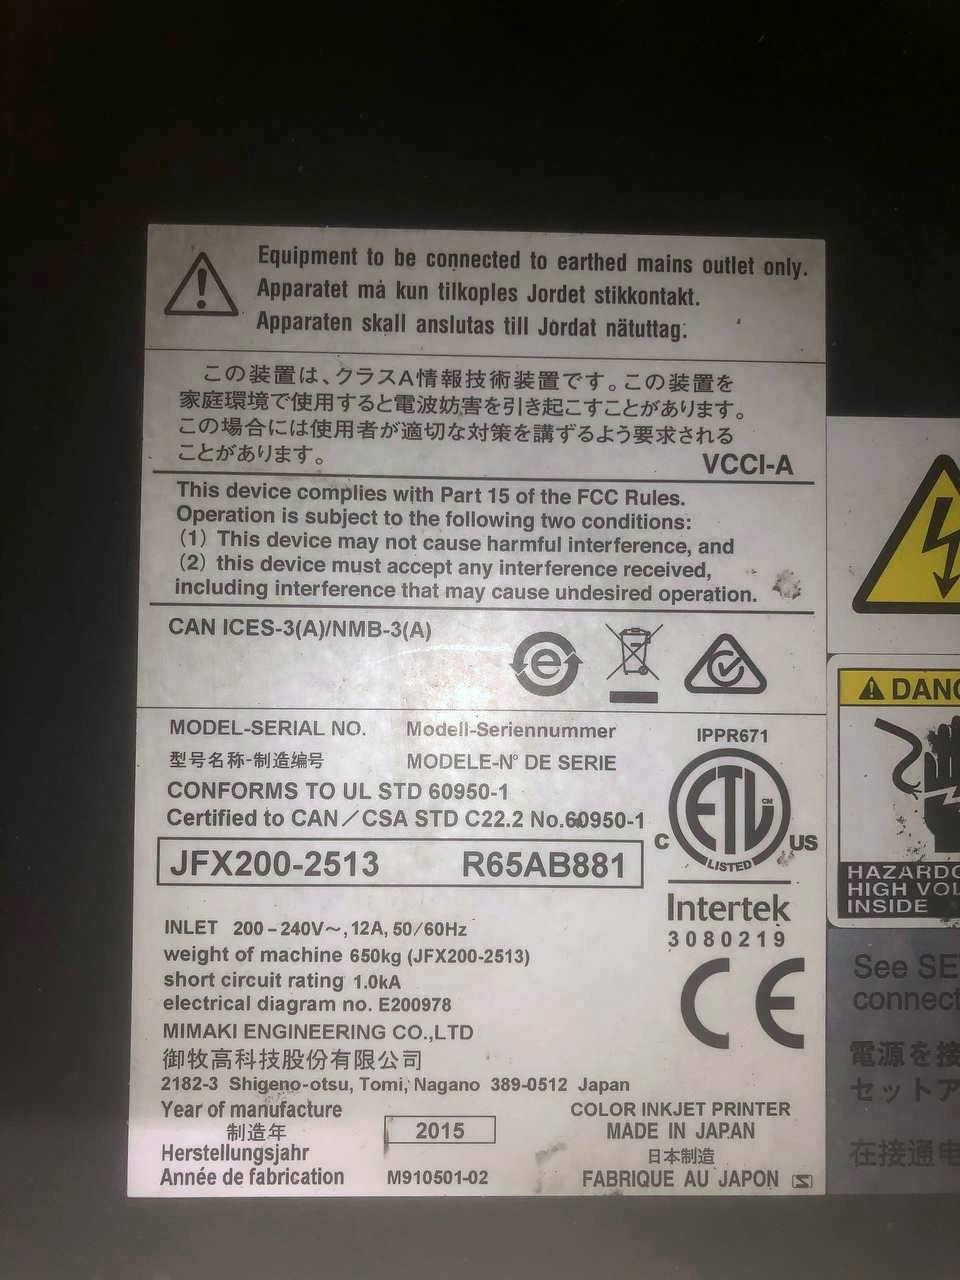 Equipment to be connected to earthed mains outlet only.
Apparatet må kun tilkoples Jordet stikkontakt.
Apparaten skall anslutas till Jordat nätuttag.
この装置は、クラスA情報技術装置です。この装置を
家庭環境で使用すると電波妨害を引き起こすことがあります。
この場合には使用者が適切な対策を講ずるよう要求される
ことがあります。
VCCI-A
This device complies with Part 15 of the FCC Rules.
Operation is subject to the following two conditions:
(1) This device may not cause harmful interference, and
(2) this device must accept any interference received,
including interference that may cause undesired operation.
CAN ICES-3(A)/NMB-3(A)
e
MODEL-SERIAL NO. Modell-Seriennummer
型号名称-制造编号 MODELE-N° DE SERIE
CONFORMS TO UL STD 60950-1
Certified to CAN/CSA STD C22.2 No.60950-1
JFX200-2513 R65AB881
IPPR671
ETL CM
C US
LISTED
Intertek
3080219
CE
INLET 200-240V～, 12A, 50/60Hz
weight of machine 650kg (JFX200-2513)
short circuit rating 1.0kA
electrical diagram no. E200978
MIMAKI ENGINEERING CO.,LTD
御牧高科技股份有限公司
2182-3 Shigeno-otsu, Tomi, Nagano 389-0512 Japan
Year of manufacture
制造年
Herstellungsjahr
Année de fabrication
2015
M910501-02
COLOR INKJET PRINTER
MADE IN JAPAN
日本制造
FABRIQUE AU JAPON
DANG
HAZARDO
HIGH VOL
INSIDE
See SE
connect
電源を接
セットア
在接通电